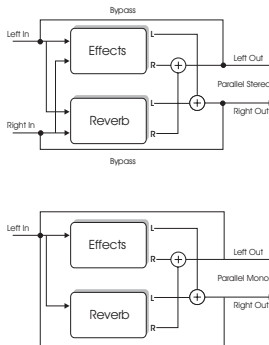 Bypass
Left In
L
Effects
R
Left Out
Parallel Stereo
L
Right Out
Reverb
Right In
R
Bypass
Left In
L
Effects
Left Out
R
Parallel Mono
L
Right Out
Reverb
R